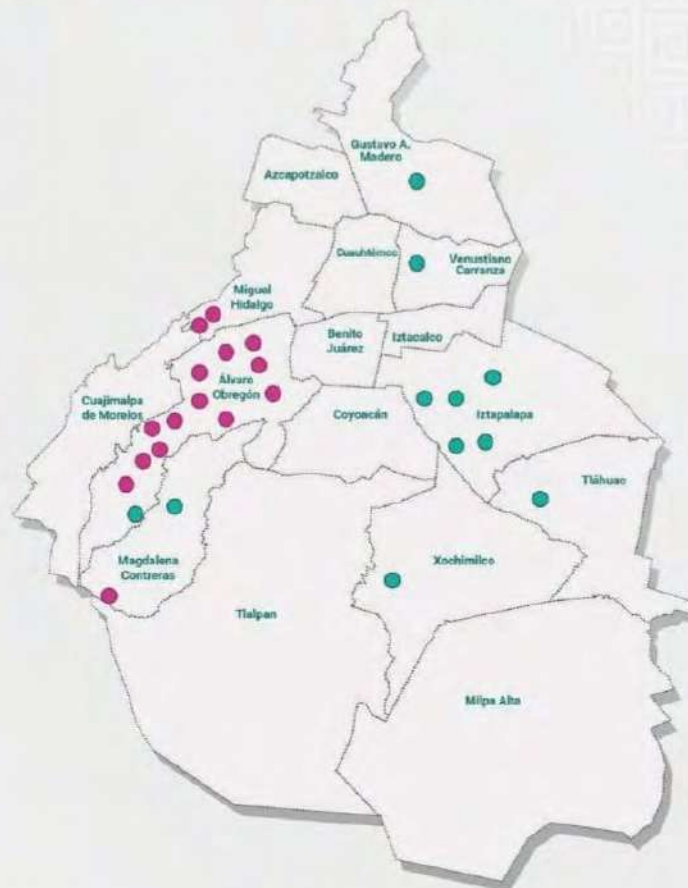 Gustavo A.
Madero
Azcapotzalco
Cuauhtémoc
Venustiano
Carranza
Miguel
Hidalgo
Benito
Juárez
Iztacalco
Álvaro
Obregón
Cuajimalpa
de Morelos
Coyoacán
Iztapalapa
Tláhuac
Magdalena
Contreras
Xochimilco
Tlalpan
Milpa Alta